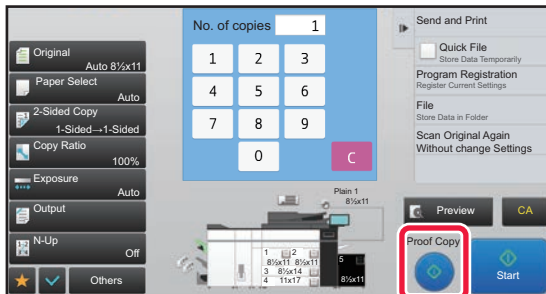 No. of copies 1
1 2 3
4 5 6
7 8 9
0 C
Original
Auto 8½x11
Paper Select
Auto
2-Sided Copy
1-Sided→1-Sided
Copy Ratio
100%
Exposure
Auto
Output
N-Up
Off
Others
Plain 1
8½x11
1 2
8½x11 8½x11
3 8½x14
4 11x17
5
8½x11
Send and Print
Quick File
Store Data Temporarily
Program Registration
Register Current Settings
File
Store Data in Folder
Scan Original Again
Without change Settings
Preview CA
Proof Copy
Start